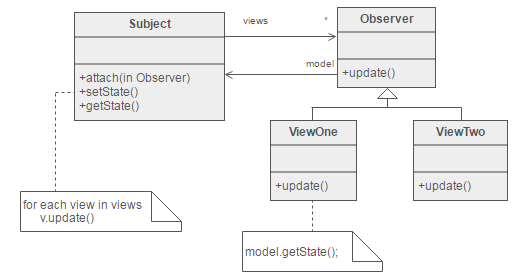 Subject
views
*
Observer
model
+attach(in Observer)
+setState()
+getState()
+update()
ViewOne
+update()
ViewTwo
+update()
for each view in views
v.update()
model.getState();